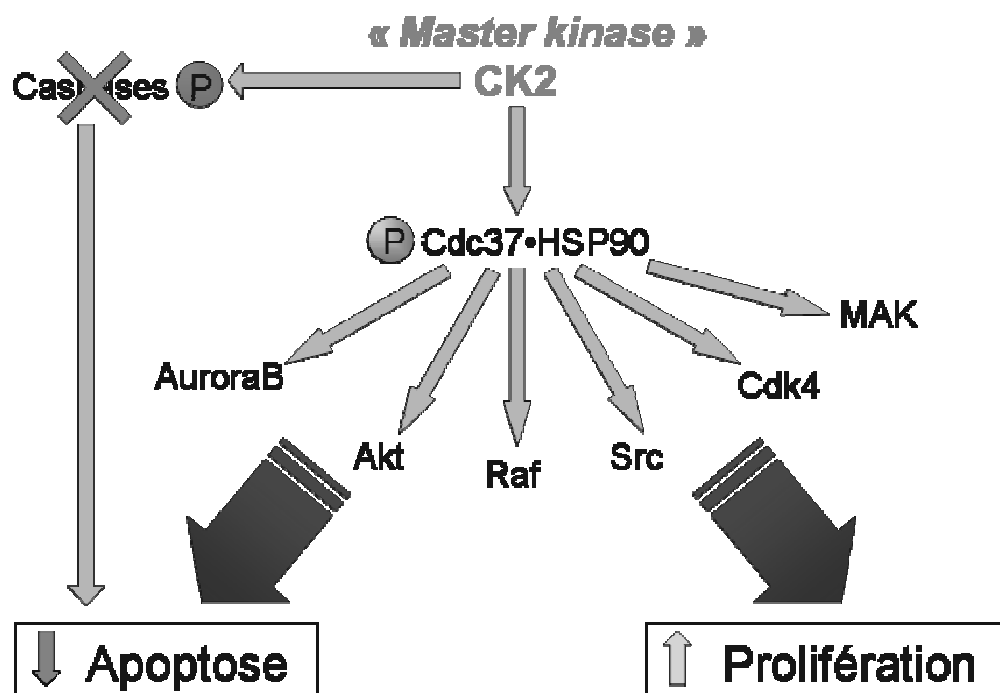 « Master kinase »
Caspases P
CK2
P Cdc37•HSP90
MAK
AuroraB
Cdk4
Akt
Raf
Src
Apoptose
Prolifération